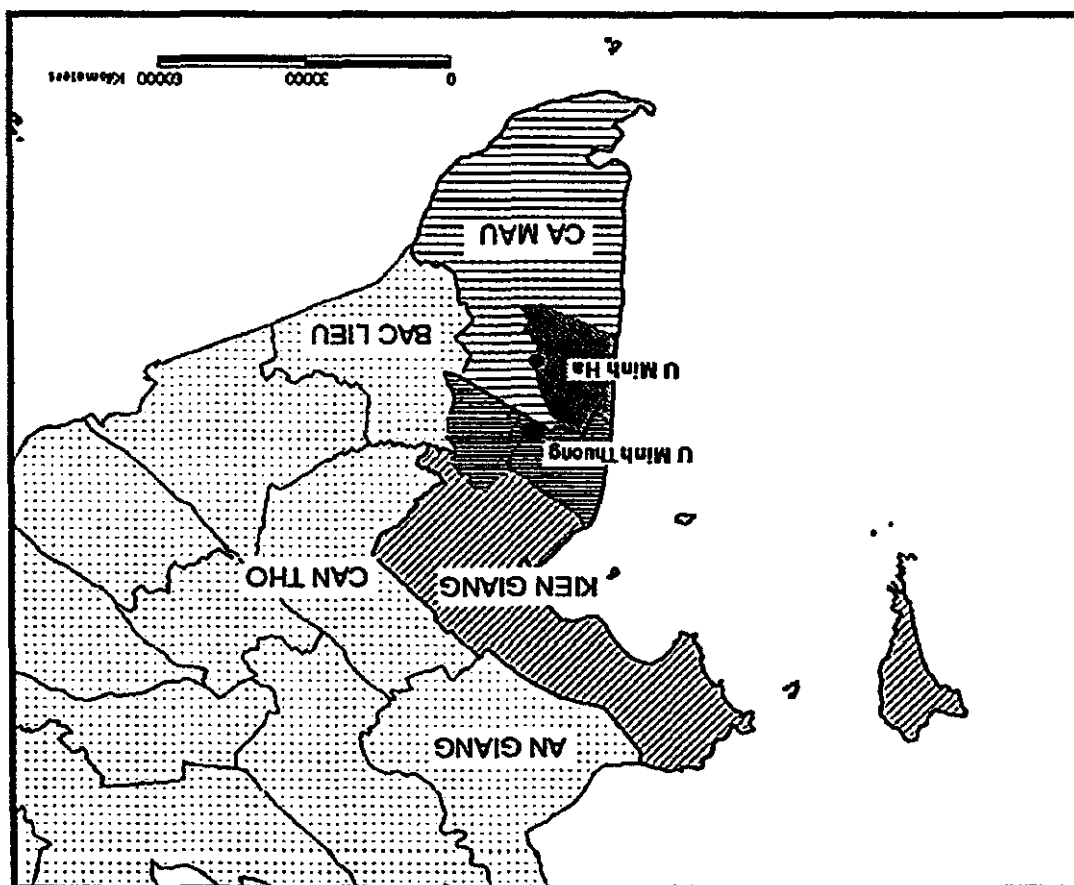 AN GIANG
KIEN GIANG
CAN THO
U Minh Thuong
U Minh Ha
BAC LIEU
CA MAU
0 30000 60000 Kilometers